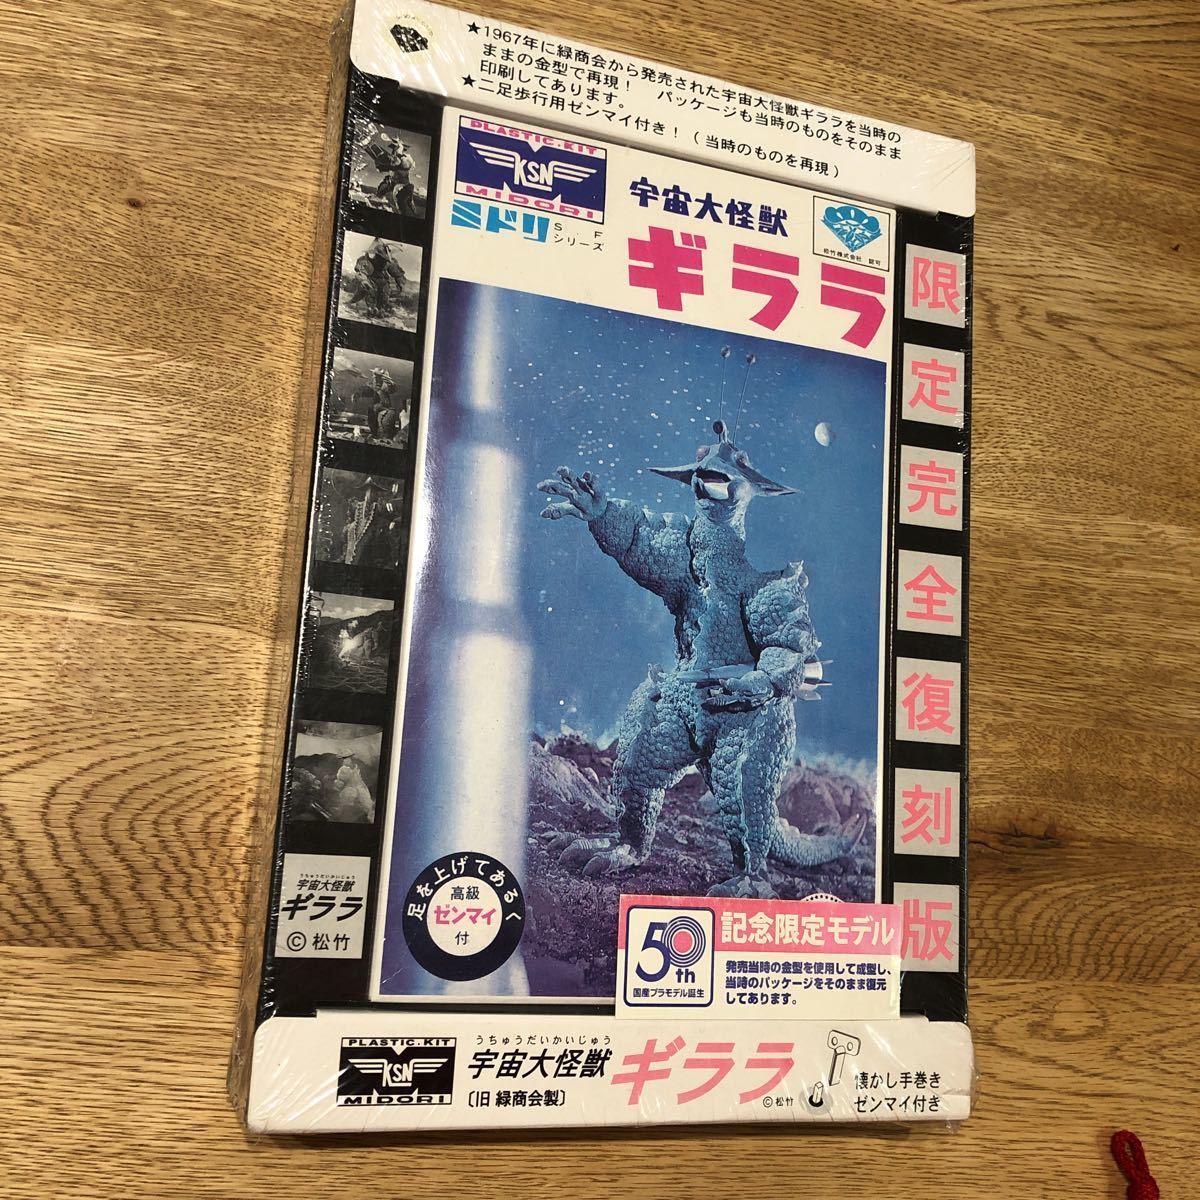 ★1967年に緑商会から発売された宇宙大怪獣ギララを当時の
ままの金型で再現！　パッケージも当時のものをそのまま
印刷してあります。
★二足歩行用ゼンマイ付き！（当時のものを再現）
PLASTIC.KIT
KSN
MIDORI
ミドリ
S．F
シリーズ
宇宙大怪獣
ギララ
松竹株式会社　認可
限定完全復刻版
足を上げてあるく
高級
ゼンマイ
付
うちゅうだいかいじゅう
宇宙大怪獣
ギララ
©松竹
50th
国産プラモデル誕生
記念限定モデル
発売当時の金型を使用して成型し、
当時のパッケージをそのまま復元
してあります。
PLASTIC.KIT
KSN
MIDORI
うちゅうだいかいじゅう
宇宙大怪獣
ギララ
〔旧 緑商会製〕
©松竹
懐かし手巻き
ゼンマイ付き